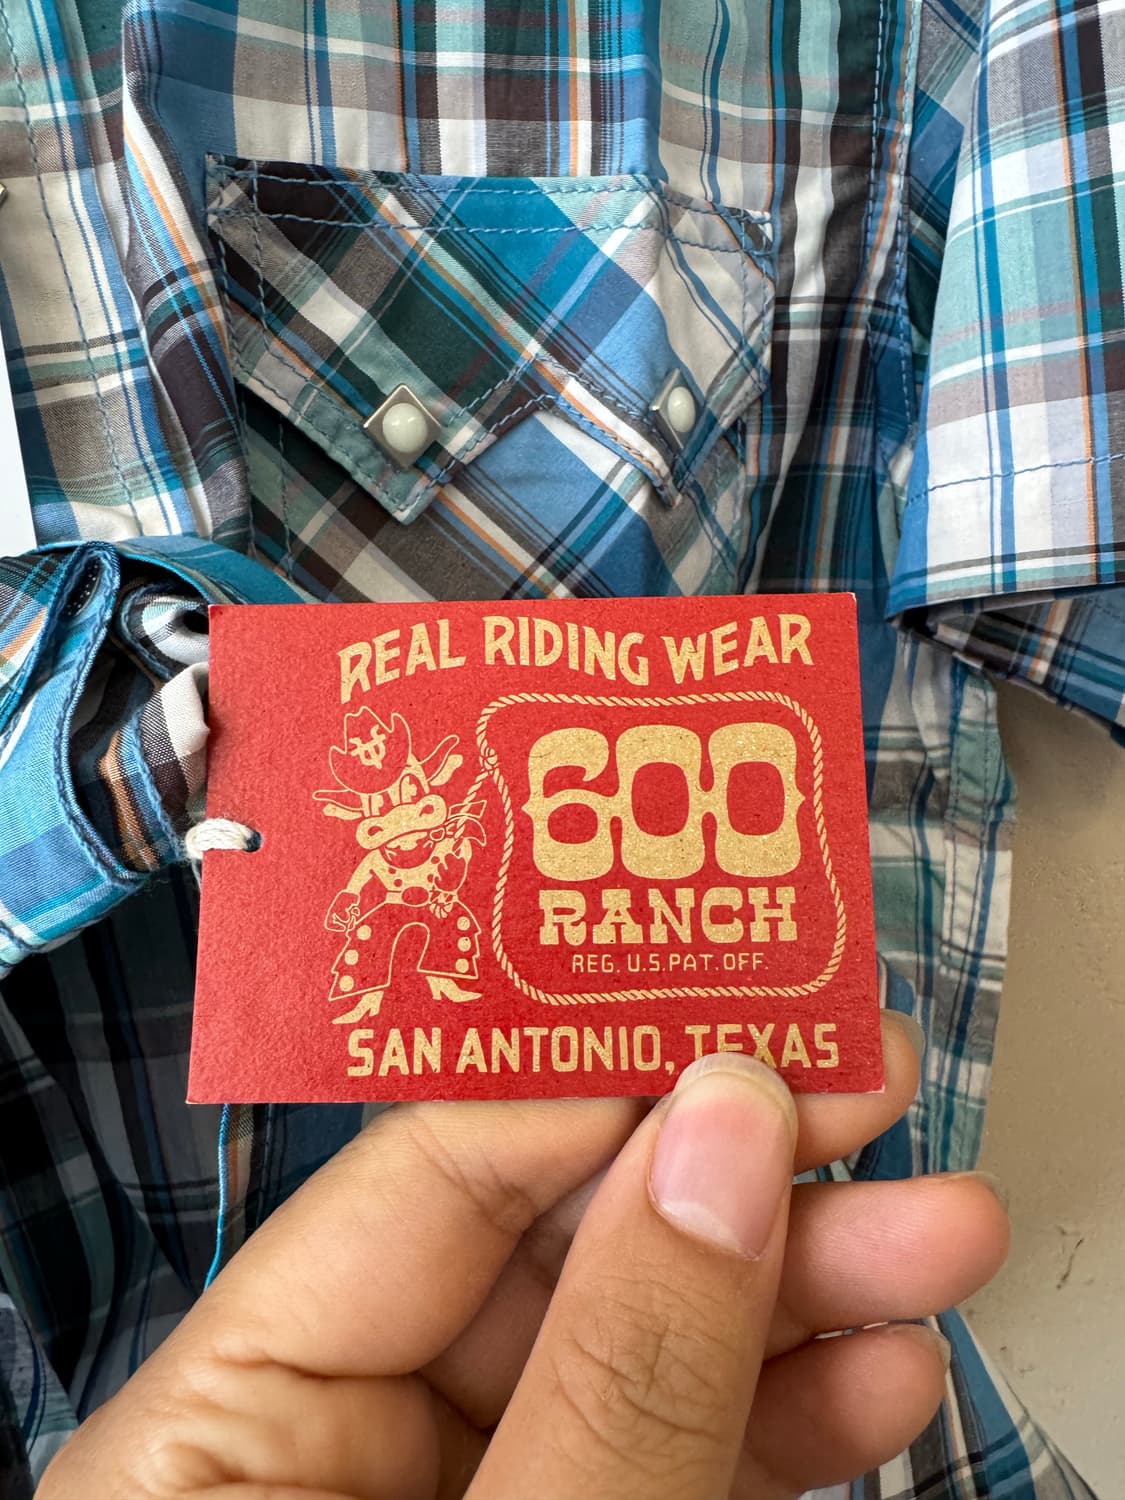 REAL RIDING WEAR
600
RANCH
REG. U.S. PAT. OFF.
SAN ANTONIO, TEXAS